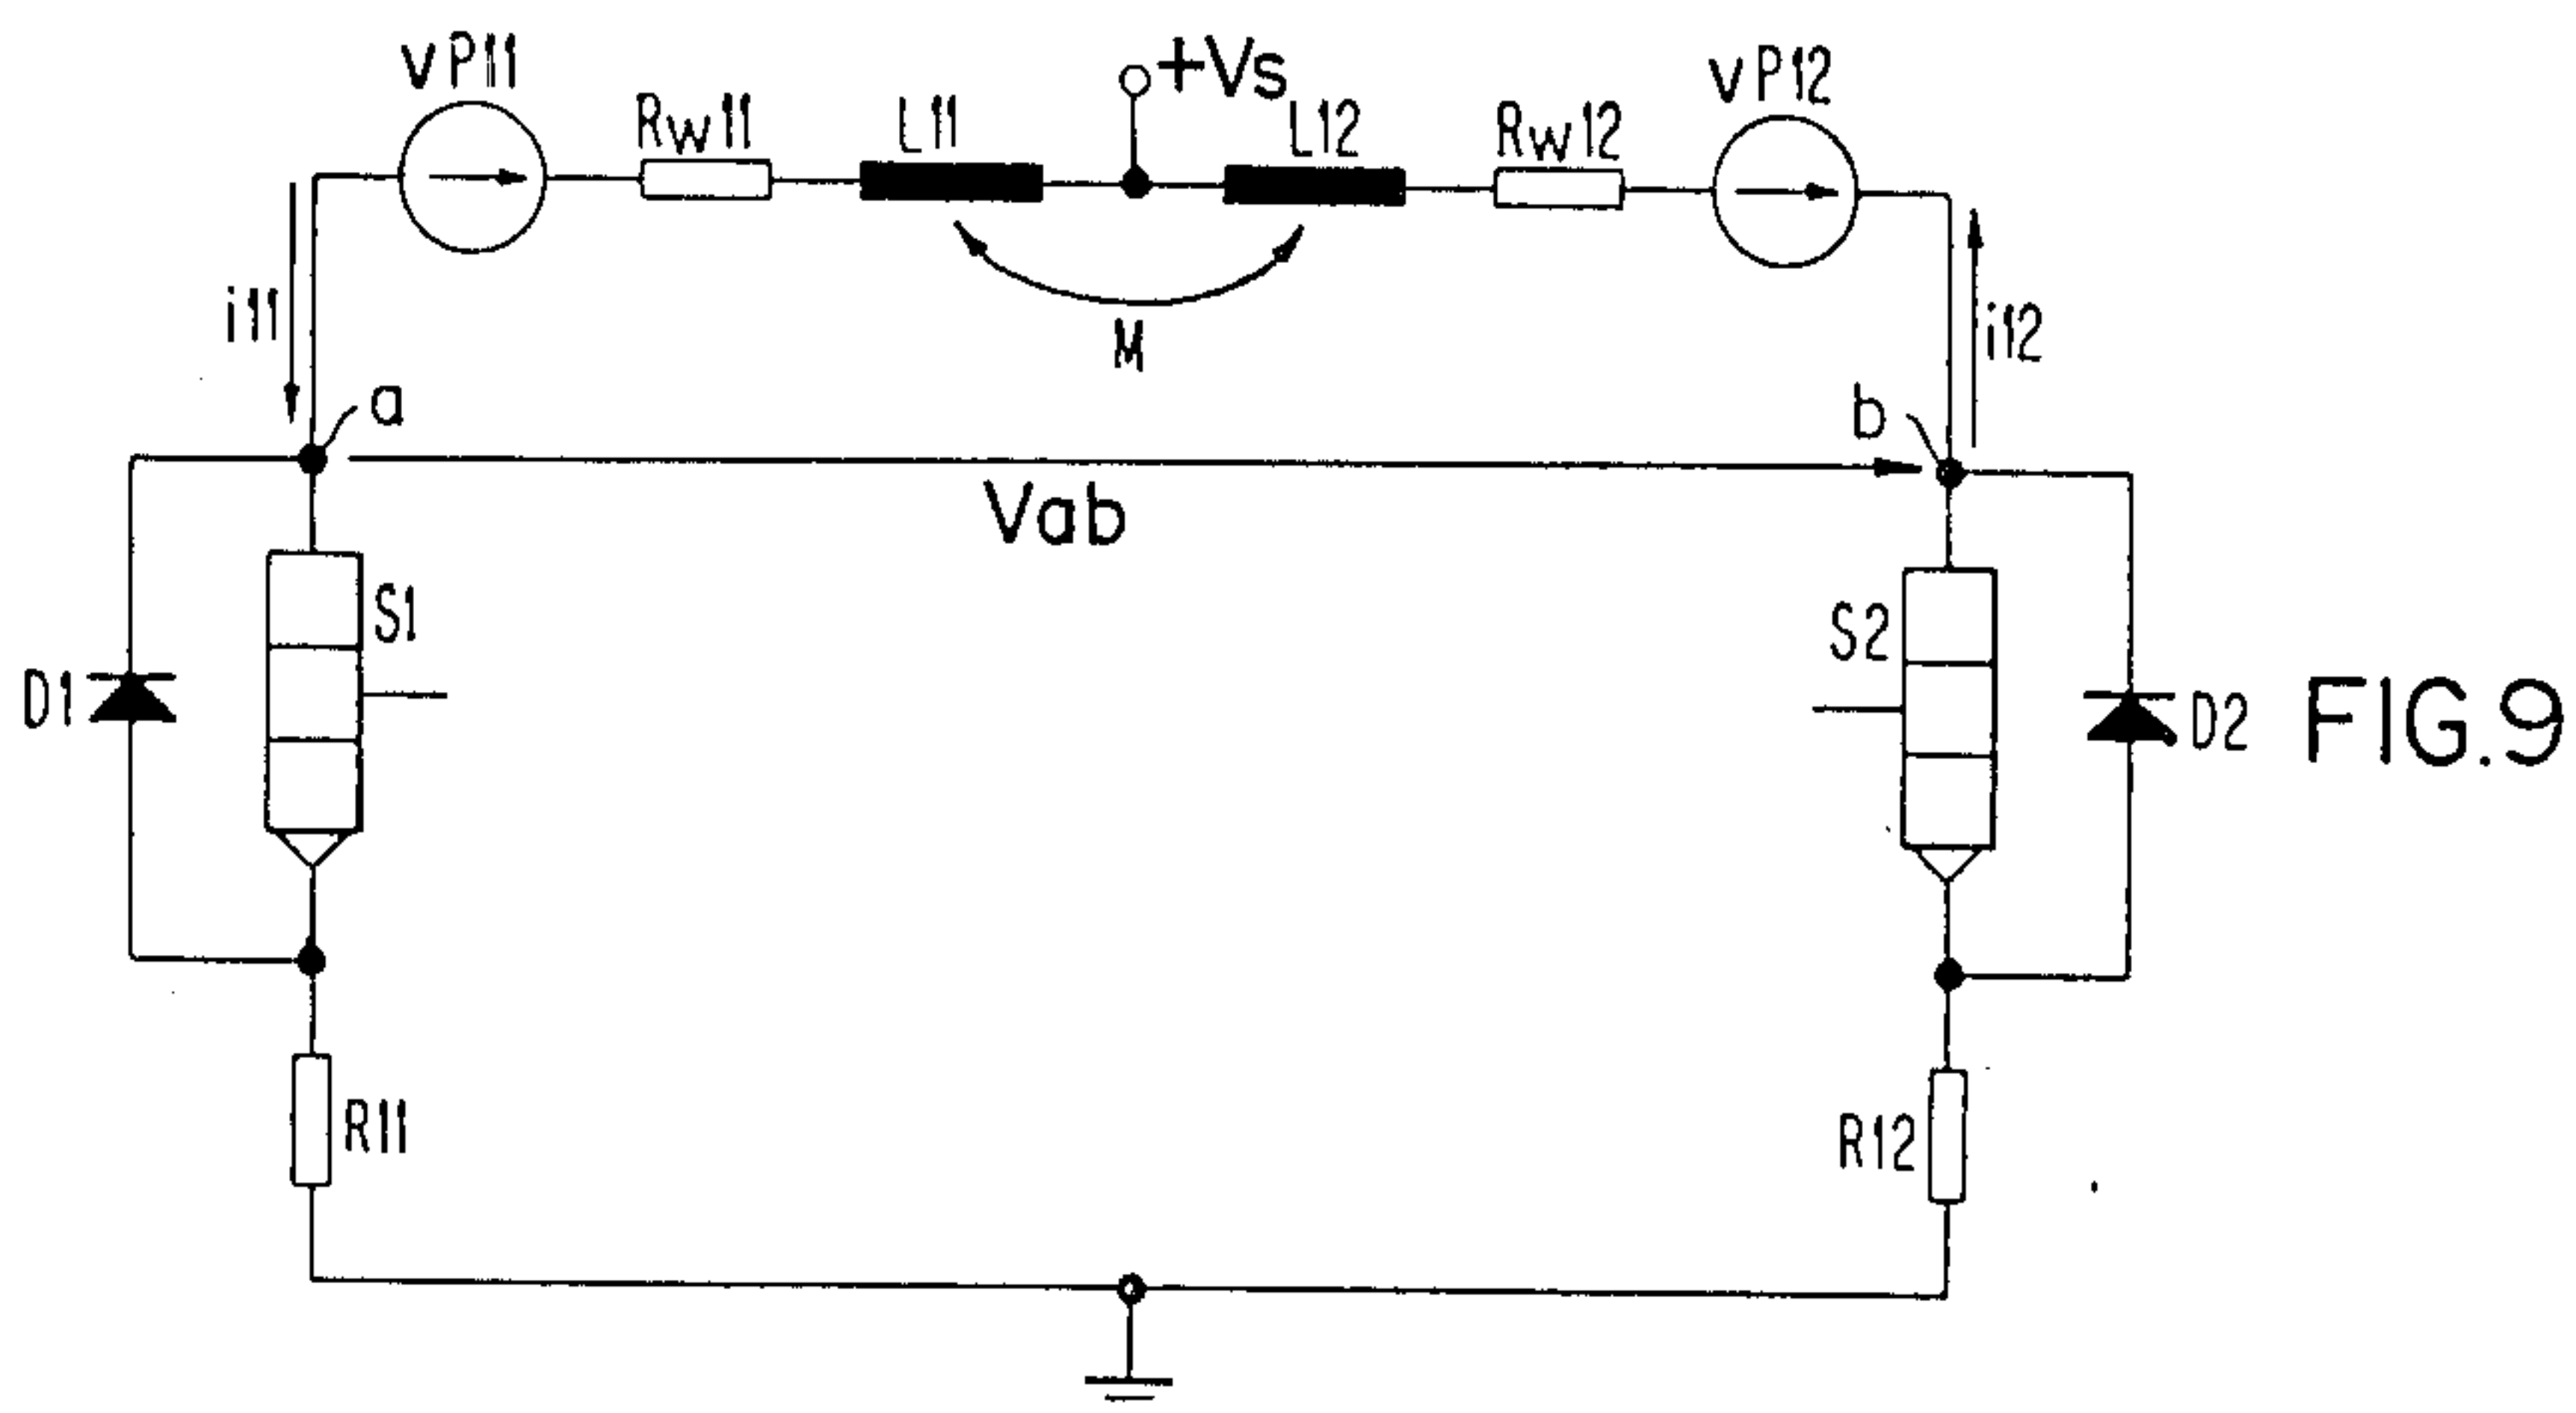 vP11
+Vs
vP12
Rw11
L11
L12
Rw12
M
i11
i12
a
b
Vab
S1
S2
D1
D2
FIG.9
R11
R12